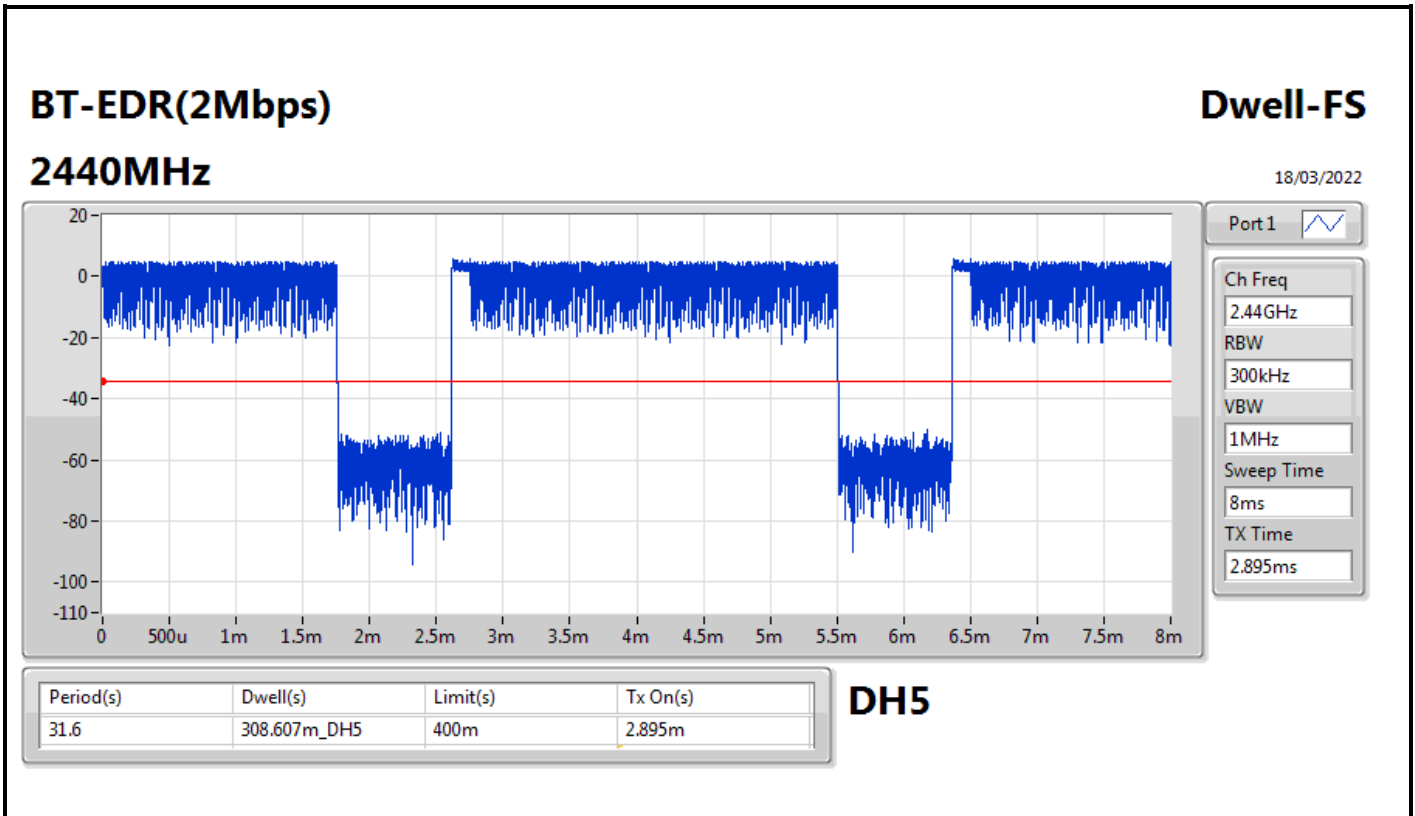 BT-EDR(2Mbps) Dwell-FS
2440MHz 18/03/2022
Port 1
20
0
-20
-40
-60
-80
-100
-110
0 500u 1m 1.5m 2m 2.5m 3m 3.5m 4m 4.5m 5m 5.5m 6m 6.5m 7m 7.5m 8m
Ch Freq
2.44GHz
RBW
300kHz
VBW
1MHz
Sweep Time
8ms
TX Time
2.895ms
Period(s) Dwell(s) Limit(s) Tx On(s)
31.6 308.607m_DH5 400m 2.895m
DH5